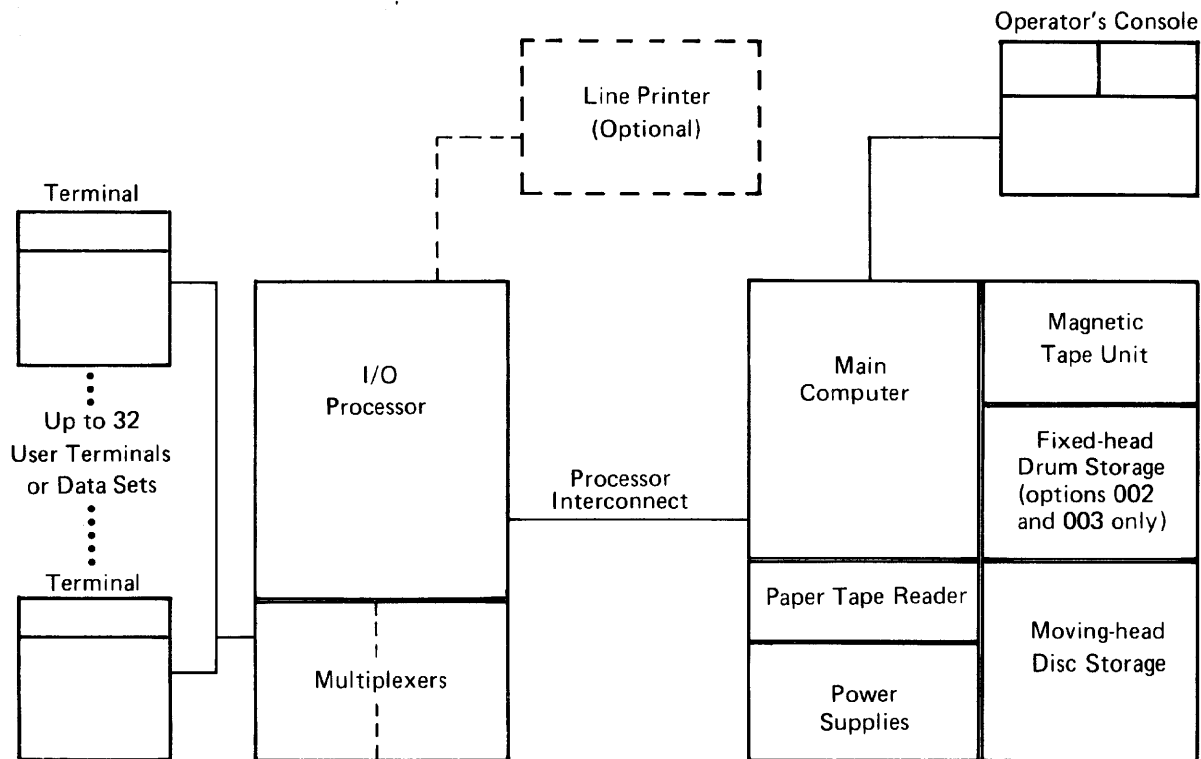 Operator's Console
Line Printer
(Optional)
Terminal
I/O
Processor
Main
Computer
Magnetic
Tape Unit
Up to 32
User Terminals
or Data Sets
Fixed-head
Drum Storage
(options 002
and 003 only)
Processor
Interconnect
Terminal
Multiplexers
Paper Tape Reader
Power
Supplies
Moving-head
Disc Storage